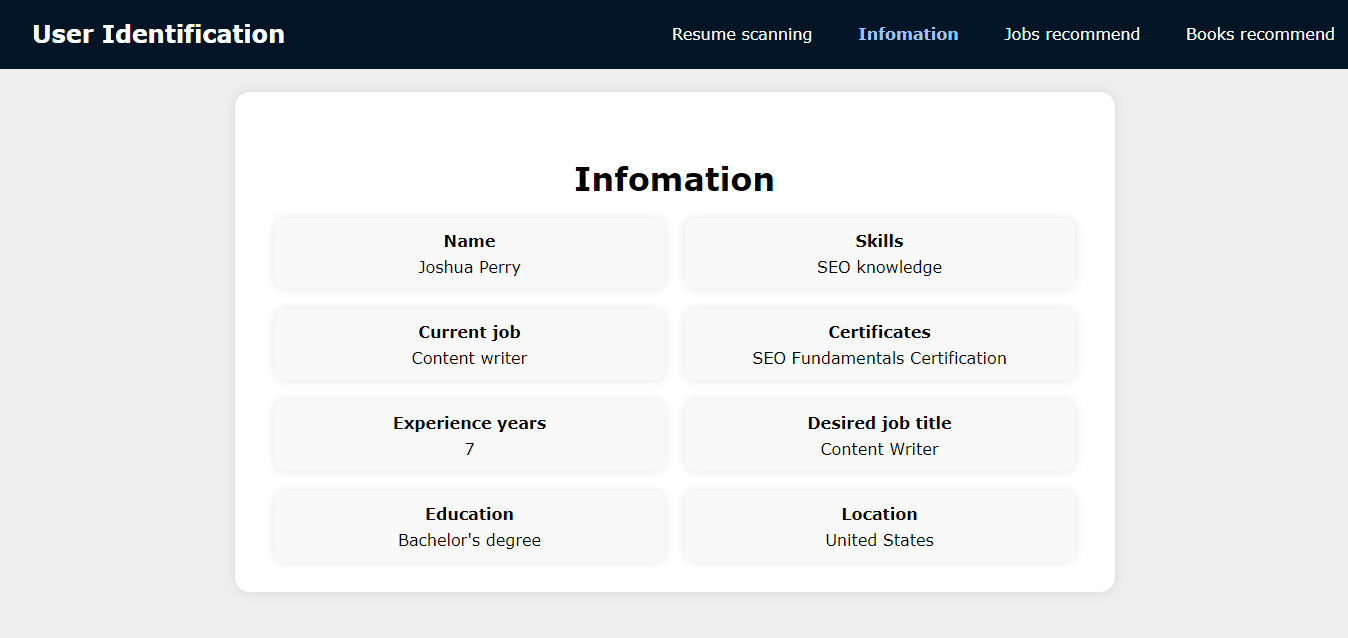 User Identification
Resume scanning
Infomation
Jobs recommend
Books recommend
Infomation
Name
Joshua Perry
Skills
SEO knowledge
Current job
Content writer
Certificates
SEO Fundamentals Certification
Experience years
7
Desired job title
Content Writer
Education
Bachelor's degree
Location
United States